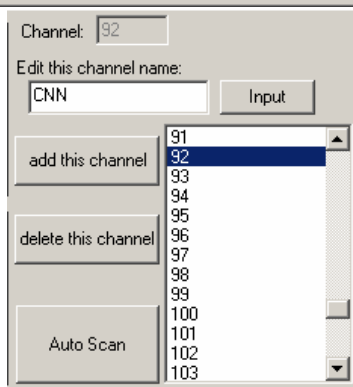 Channel: 92
Edit this channel name:
CNN
Input
add this channel
delete this channel
Auto Scan
91
92
93
94
95
96
97
98
99
100
101
102
103